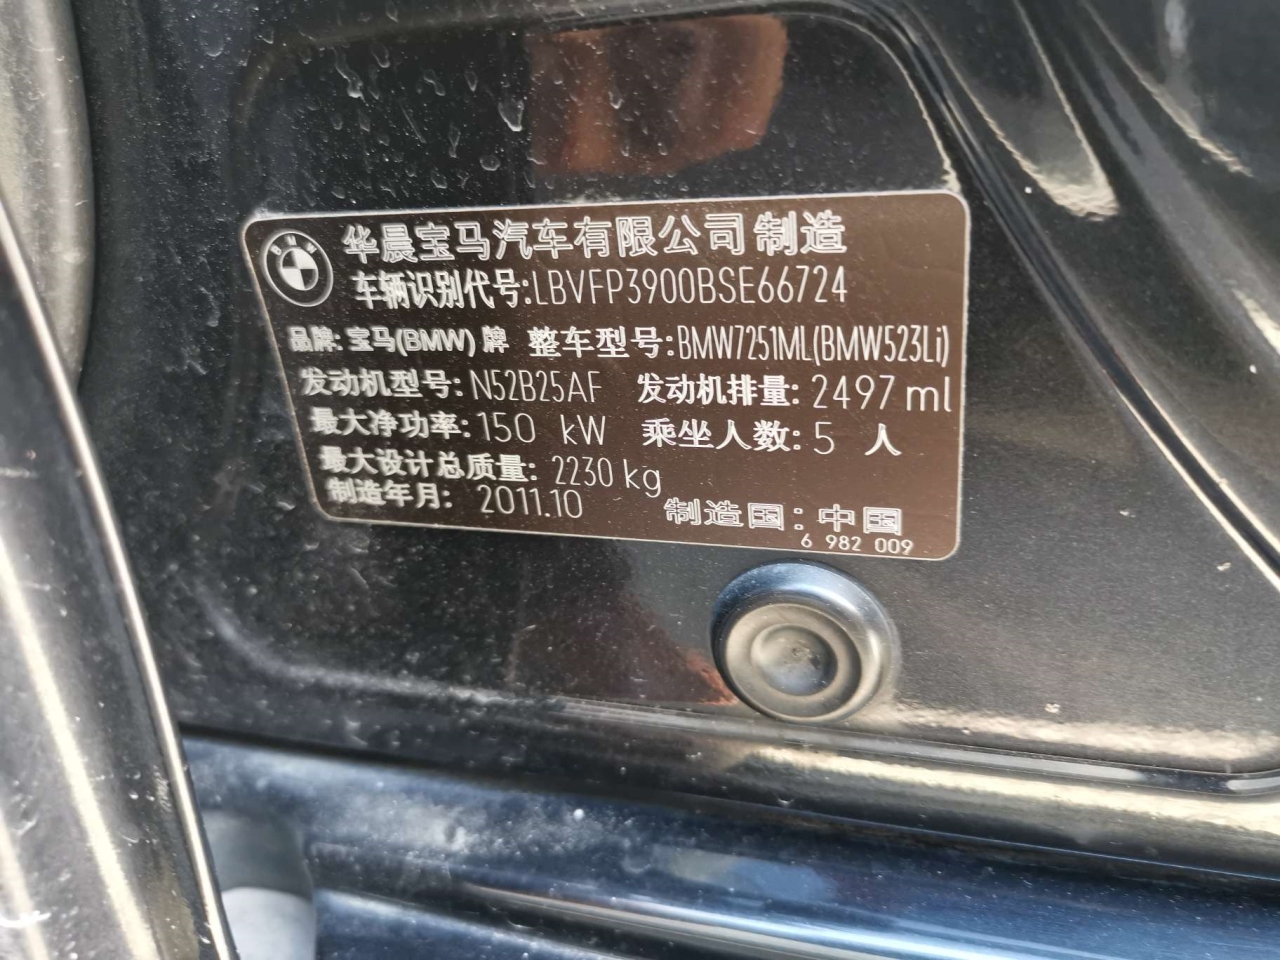 BMW
华晨宝马汽车有限公司 制造
车辆识别代号:LBVFP3900BSE66724
品牌: 宝马(BMW) 牌 整车型号:BMW7251ML(BMW523Li)
发动机型号: N52B25AF 发动机排量: 2497 ml
最大净功率: 150 kW 乘坐人数: 5 人
最大设计总质量: 2230 kg
制造年月: 2011.10 制造国: 中国
6 982 009